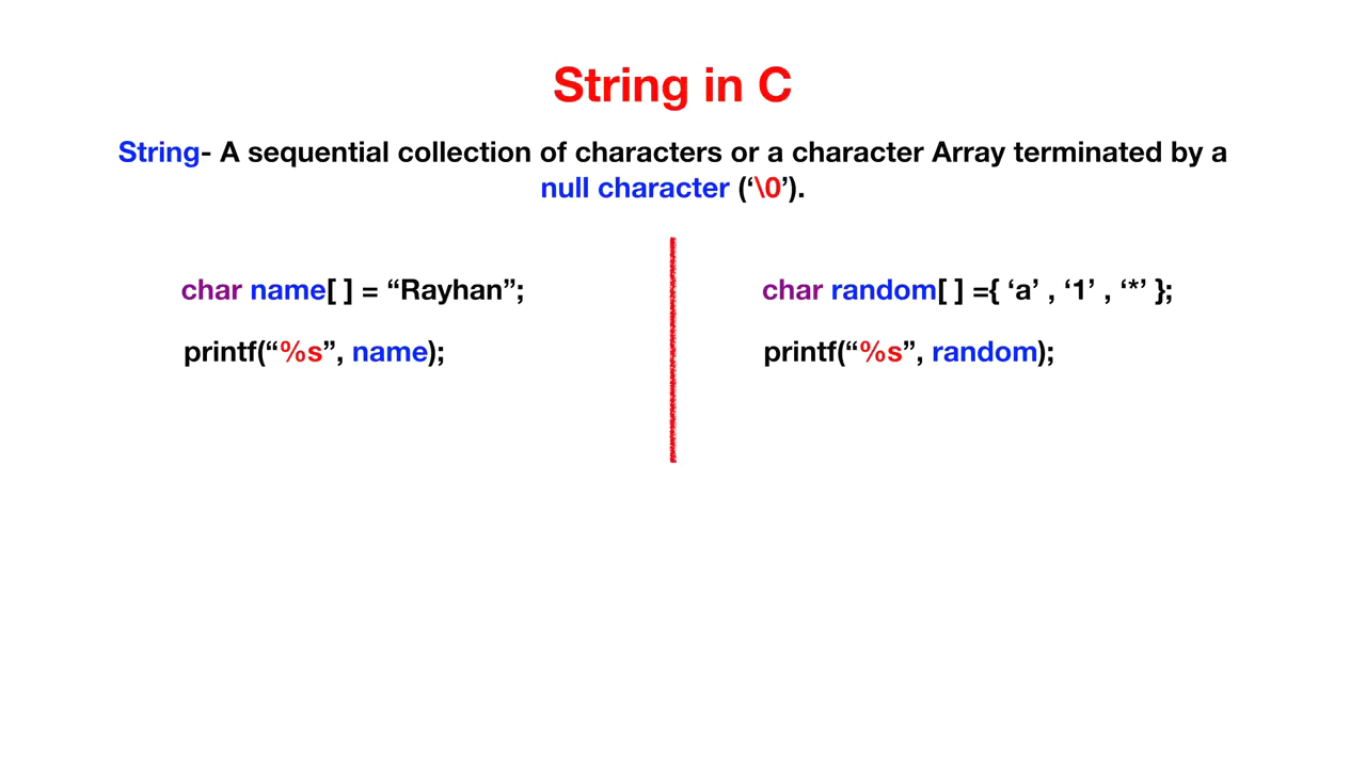 String in C
String- A sequential collection of characters or a character Array terminated by a
null character (‘\0’).
char name[ ] = “Rayhan”;
printf(“%s”, name);
char random[ ] ={ ‘a’ , ‘1’ , ‘*’ };
printf(“%s”, random);